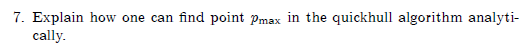 7. Explain how one can find point pmax in the quickhull algorithm analyti-
cally.